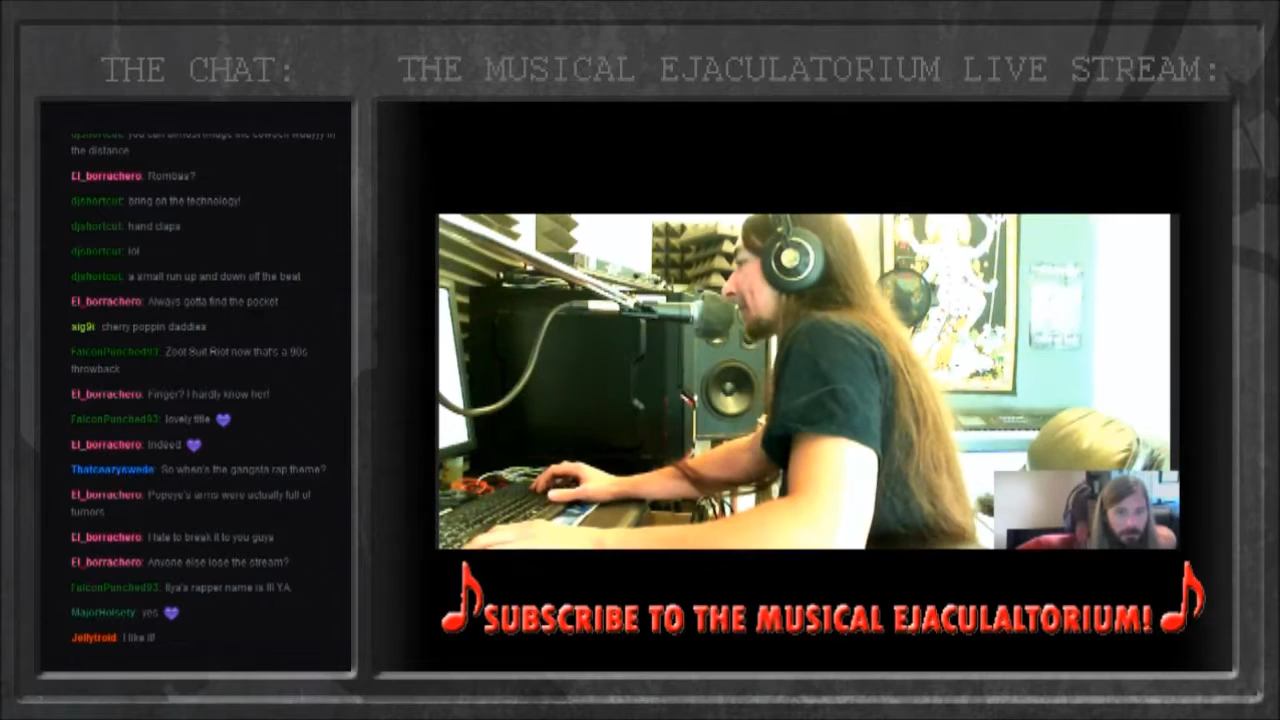 THE CHAT:
THE MUSICAL EJACULATORIUM LIVE STREAM:
the distance
El_borrachero: Rombas?
djshortcut: bring on the technology!
djshortcut: hand claps
djshortcut: lol
djshortcut: a small run up and down off the beat
El_borrachero: Always gotta find the pocket
aig9i: cherry poppin daddies
FalconPunched93: Zoot Suit Riot now that's a 90s
throwback
El_borrachero: Finger? I hardly know her!
FalconPunched93: lovely title 💜
El_borrachero: Indeed 💜
Thatcrazyswede: So when's the gangsta rap theme?
El_borrachero: Popeye's arms were actually full of
tumors
El_borrachero: I hate to break it to you guys
El_borrachero: Anyone else lose the stream?
FalconPunched93: Ilya's rapper name is Ill YA.
yes 💜
Jellytroid: I like it!
SUBSCRIBE TO THE MUSICAL EJACULALTORIUM!